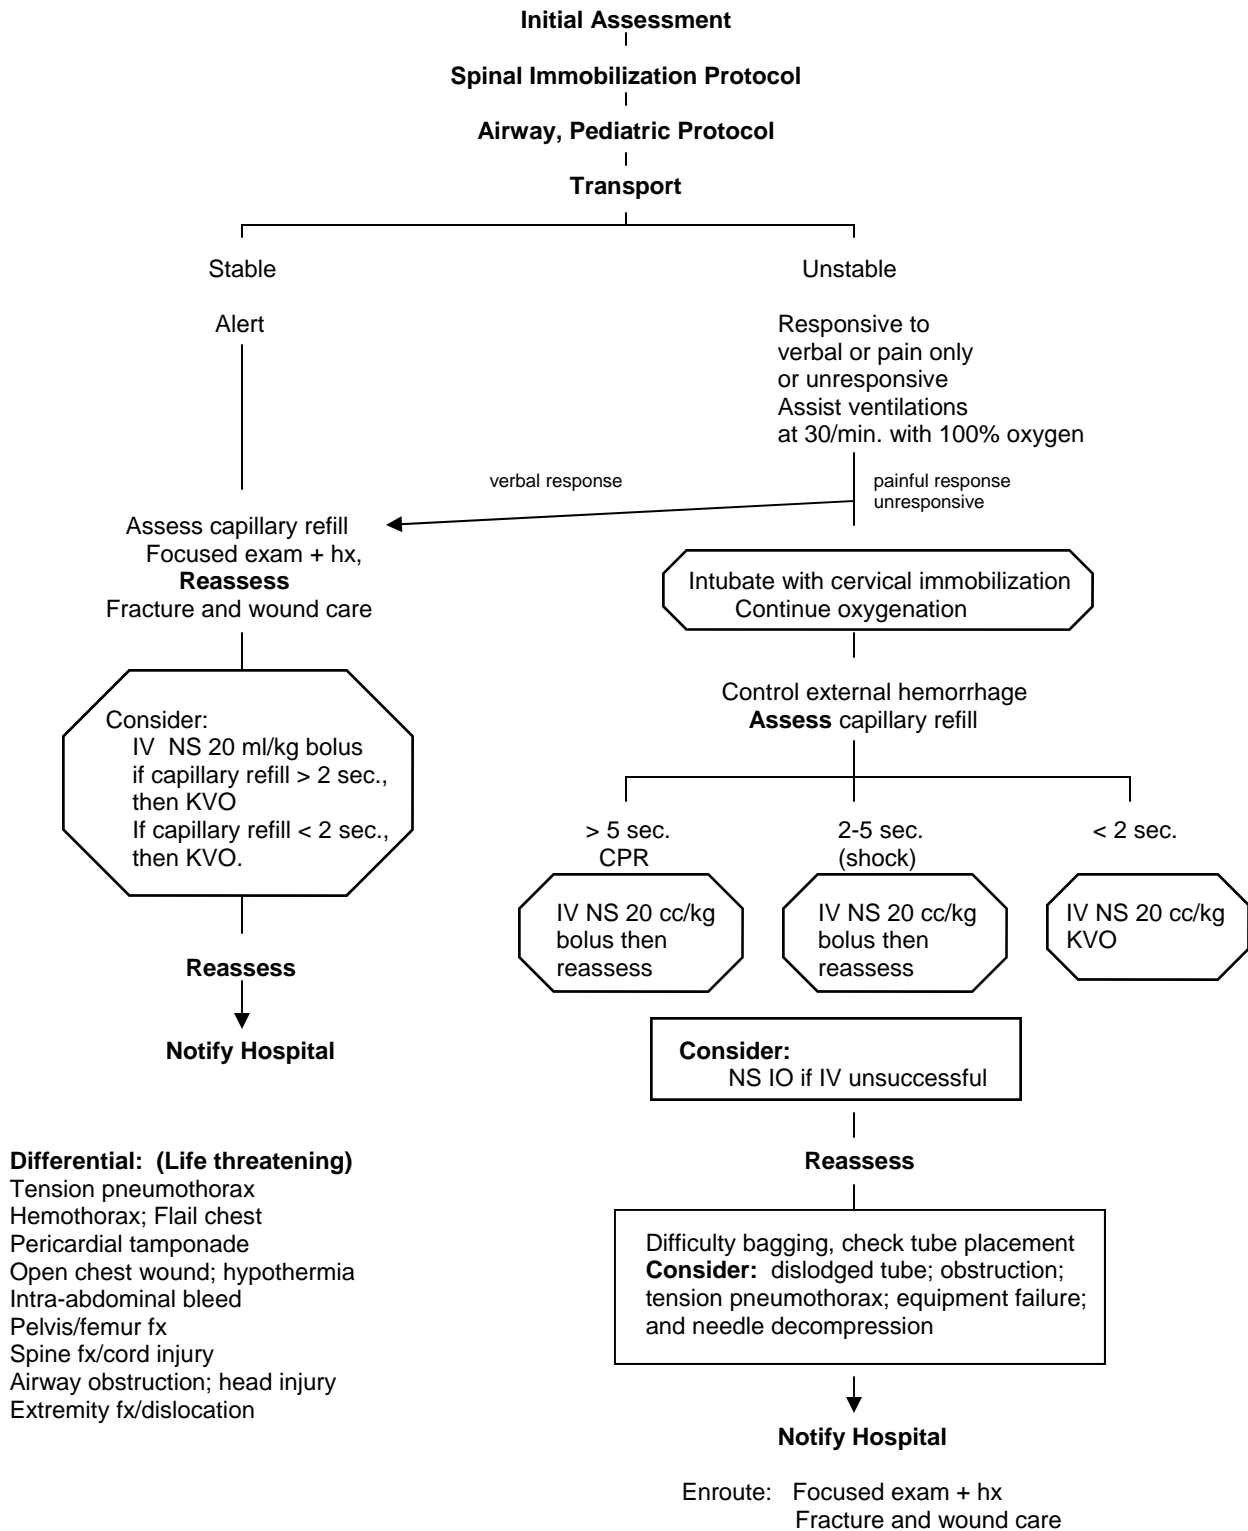 Initial Assessment
Spinal Immobilization Protocol
Airway, Pediatric Protocol
Transport
Stable
Alert
Unstable
Responsive to
verbal or pain only
or unresponsive
Assist ventilations
at 30/min. with 100% oxygen
verbal response
painful response
unresponsive
Assess capillary refill
Focused exam + hx,
Reassess
Fracture and wound care
Consider:
IV NS 20 ml/kg bolus
if capillary refill > 2 sec.,
then KVO
If capillary refill < 2 sec.,
then KVO.
Reassess
Notify Hospital
Intubate with cervical immobilization
Continue oxygenation
Control external hemorrhage
Assess capillary refill
> 5 sec.
CPR
IV NS 20 cc/kg
bolus then
reassess
2-5 sec.
(shock)
IV NS 20 cc/kg
bolus then
reassess
< 2 sec.
IV NS 20 cc/kg
KVO
Consider:
NS IO if IV unsuccessful
Reassess
Difficulty bagging, check tube placement
Consider: dislodged tube; obstruction;
tension pneumothorax; equipment failure;
and needle decompression
Notify Hospital
Enroute: Focused exam + hx
Fracture and wound care
Differential: (Life threatening)
Tension pneumothorax
Hemothorax; Flail chest
Pericardial tamponade
Open chest wound; hypothermia
Intra-abdominal bleed
Pelvis/femur fx
Spine fx/cord injury
Airway obstruction; head injury
Extremity fx/dislocation